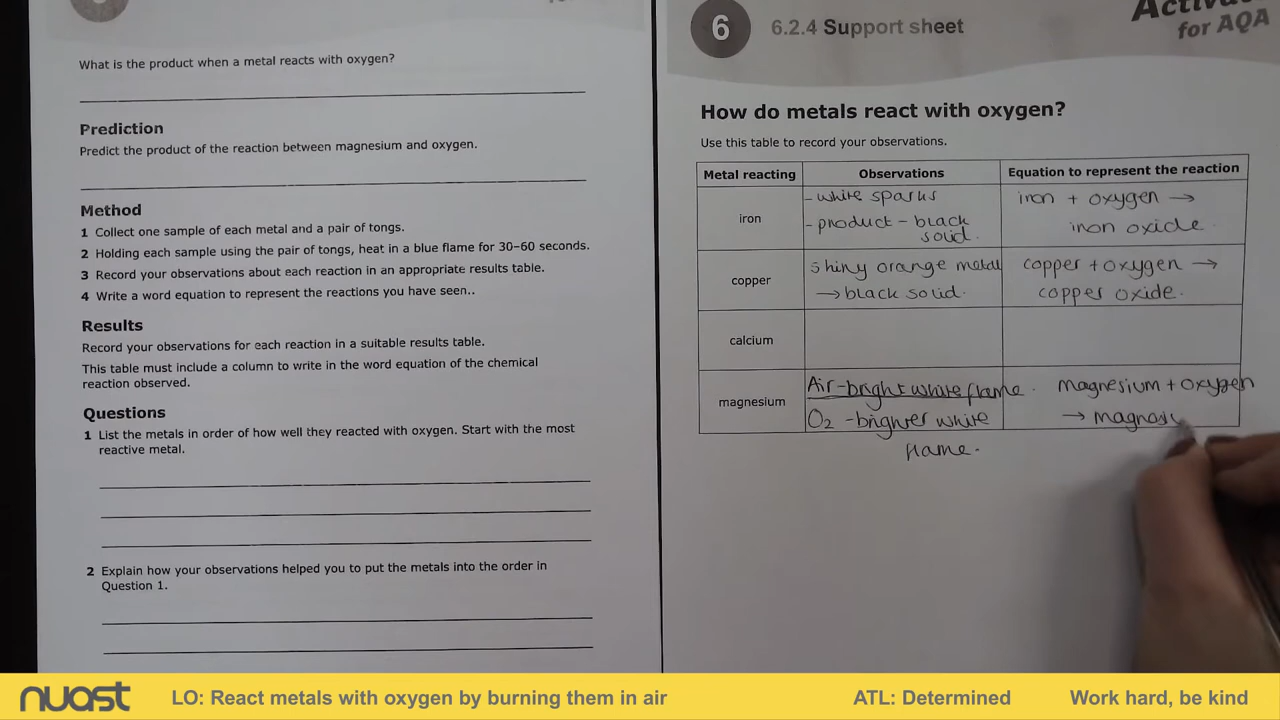 What is the product when a metal reacts with oxygen?
Prediction
Predict the product of the reaction between magnesium and oxygen.
Method
1 Collect one sample of each metal and a pair of tongs.
2 Holding each sample using the pair of tongs, heat in a blue flame for 30–60 seconds.
3 Record your observations about each reaction in an appropriate results table.
4 Write a word equation to represent the reactions you have seen..
Results
Record your observations for each reaction in a suitable results table.
This table must include a column to write in the word equation of the chemical
reaction observed.
Questions
1 List the metals in order of how well they reacted with oxygen. Start with the most
reactive metal.
2 Explain how your observations helped you to put the metals into the order in
Question 1.
6
6.2.4 Support sheet
for AQA
How do metals react with oxygen?
Use this table to record your observations.
Metal reacting Observations Equation to represent the reaction
iron
- white sparks
- product - black
solid.
iron + oxygen →
iron oxide.
copper
shiny orange metal
→ black solid.
copper + oxygen →
copper oxide.
calcium
magnesium
Air - bright white flame.
O2 - brighter white
flame.
magnesium + oxygen
→
nuast
LO: React metals with oxygen by burning them in air
ATL: Determined
Work hard, be kind